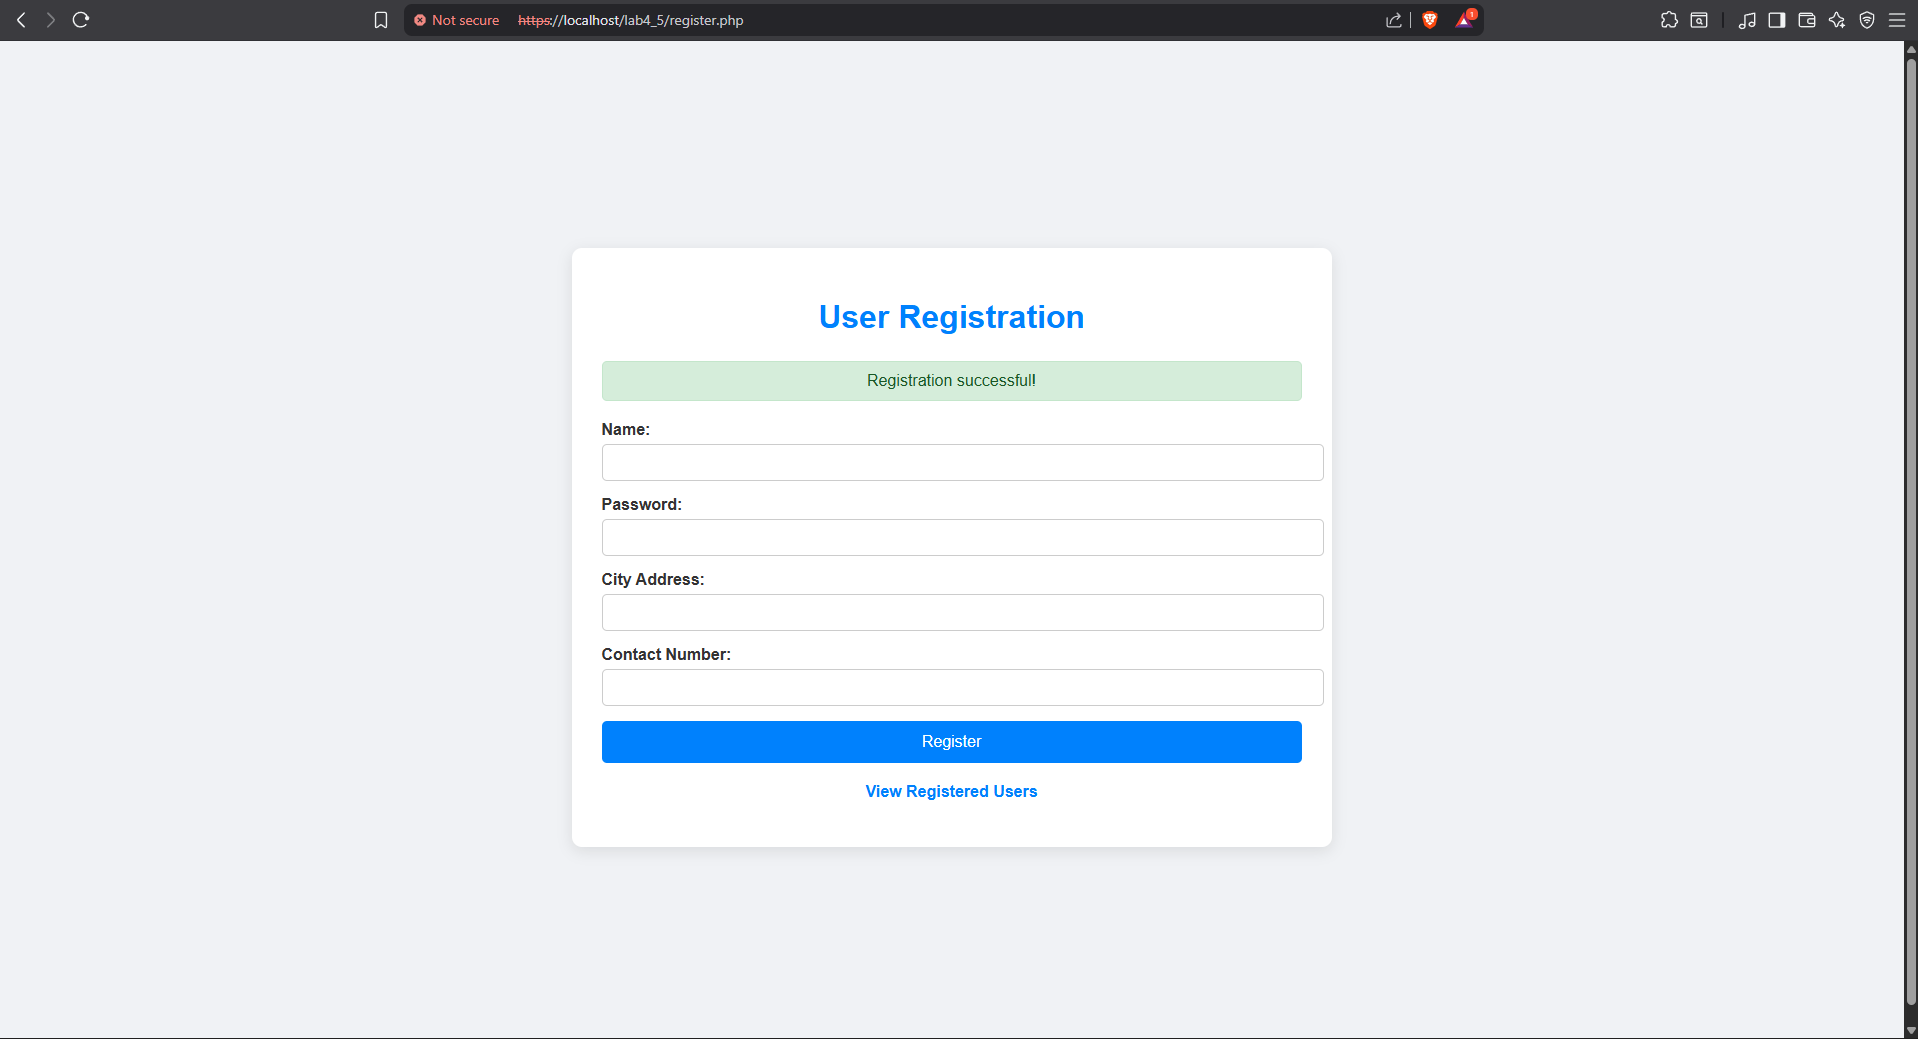 Not secure https://localhost/lab4_5/register.php
1
User Registration
Registration successful!
Name:
Password:
City Address:
Contact Number:
Register
View Registered Users